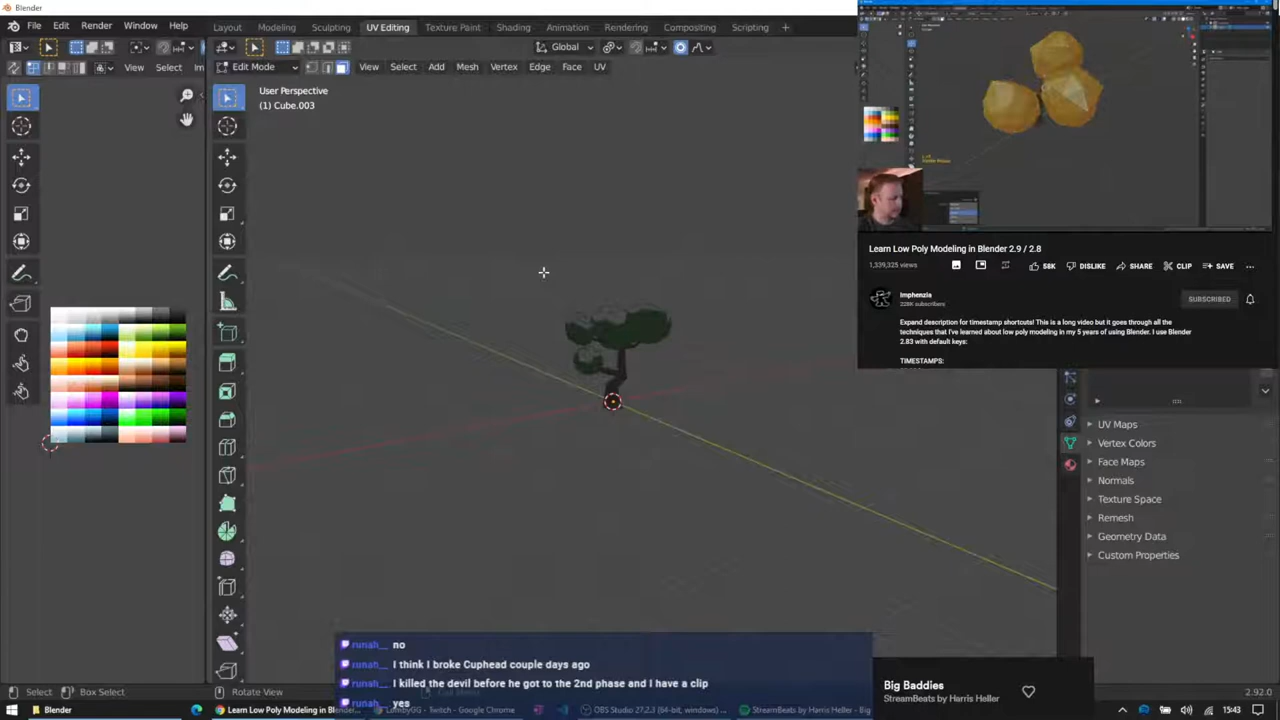 Blender
Edit Render Window Help Layout Modeling Sculpting UV Editing Texture Paint Shading Animation Rendering Compositing Scripting
Global
View Select Im Edit Mode View Select Add Mesh Vertex Edge Face UV
User Perspective
(1) Cube.003
Learn Low Poly Modeling in Blender 2.9 / 2.8
1,339,325 views 58K DISLIKE SHARE CLIP SAVE
Imphenzia
228K subscribers
SUBSCRIBED
Expand description for timestamp shortcuts! This is a long video but it goes through all the
techniques that I've learned about low poly modeling in my 5 years of using Blender. I use Blender
2.83 with default keys:
TIMESTAMPS:
UV Maps
Vertex Colors
Face Maps
Normals
Texture Space
Remesh
Geometry Data
Custom Properties
runah__ no
runah__ I think I broke Cuphead couple days ago
runah__ I killed the devil before he got to the 2nd phase and I have a clip
runah__ yes
Big Baddies
StreamBeats by Harris Heller
Select Box Select Rotate View 2.92.0
Blender Learn Low Poly Modeling in Blen... LambyGG - Twitch - Google Chrome OBS Studio 27.2.3 (64-bit, windows)... StreamBeats by Harris Heller - Big 15:43